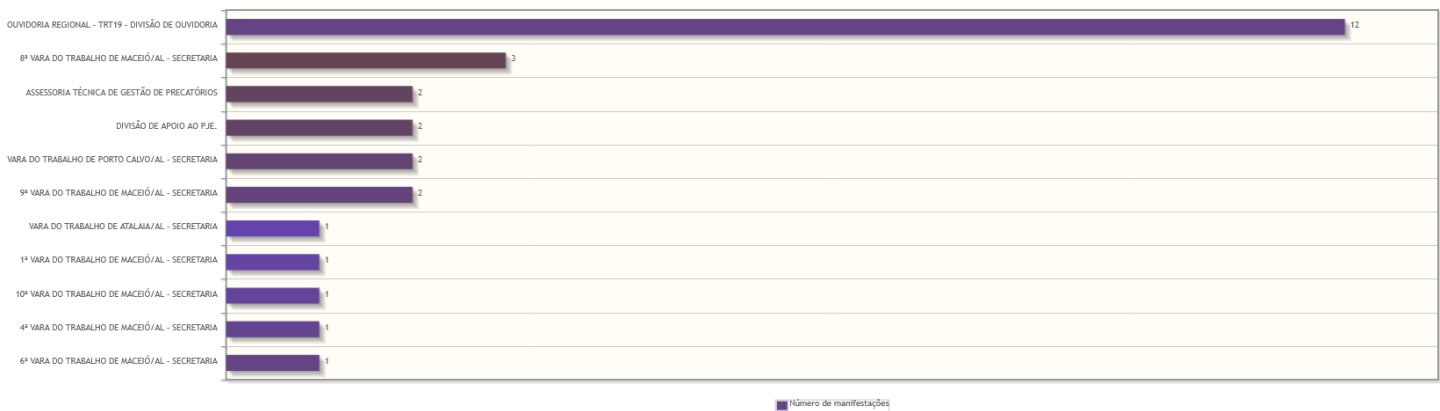 OUVIDORIA REGIONAL - TRT19 - DIVISÃO DE OUVIDORIA 12
8ª VARA DO TRABALHO DE MACEIÓ/AL - SECRETARIA 3
ASSESSORIA TÉCNICA DE GESTÃO DE PRECATÓRIOS 2
DIVISÃO DE APOIO AO PJE. 2
VARA DO TRABALHO DE PORTO CALVO/AL - SECRETARIA 2
9ª VARA DO TRABALHO DE MACEIÓ/AL - SECRETARIA 2
VARA DO TRABALHO DE ATALAIA/AL - SECRETARIA 1
1ª VARA DO TRABALHO DE MACEIÓ/AL - SECRETARIA 1
10ª VARA DO TRABALHO DE MACEIÓ/AL - SECRETARIA 1
4ª VARA DO TRABALHO DE MACEIÓ/AL - SECRETARIA 1
6ª VARA DO TRABALHO DE MACEIÓ/AL - SECRETARIA 1
Número de manifestações